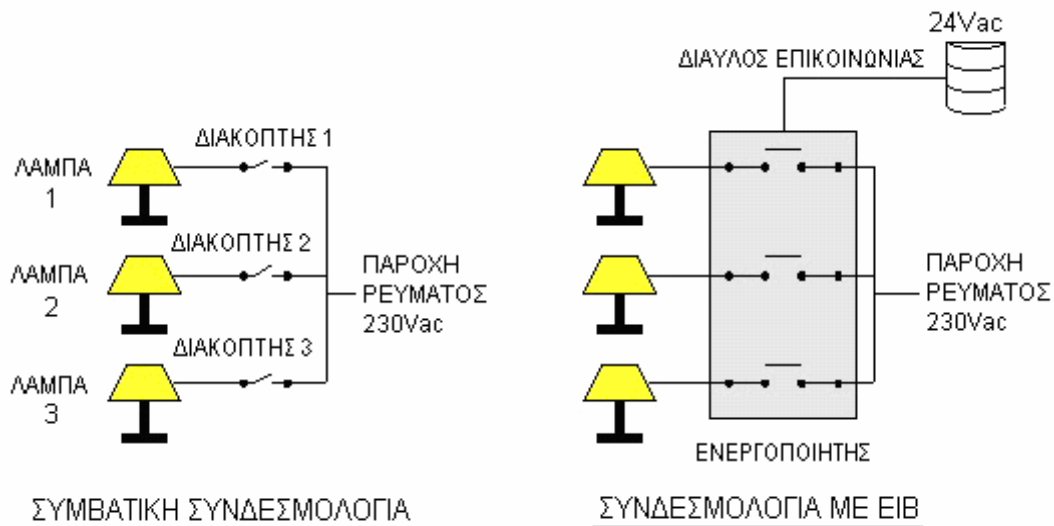 ΔΙΑΚΟΠΤΗΣ 1
ΛΑΜΠΑ
1
ΔΙΑΚΟΠΤΗΣ 2
ΛΑΜΠΑ
2
ΠΑΡΟΧΗ
ΡΕΥΜΑΤΟΣ
230Vac
ΔΙΑΚΟΠΤΗΣ 3
ΛΑΜΠΑ
3
ΣΥΜΒΑΤΙΚΗ ΣΥΝΔΕΣΜΟΛΟΓΙΑ
24Vac
ΔΙΑΥΛΟΣ ΕΠΙΚΟΙΝΩΝΙΑΣ
ΠΑΡΟΧΗ
ΡΕΥΜΑΤΟΣ
230Vac
ΕΝΕΡΓΟΠΟΙΗΤΗΣ
ΣΥΝΔΕΣΜΟΛΟΓΙΑ ΜΕ ΕΙΒ